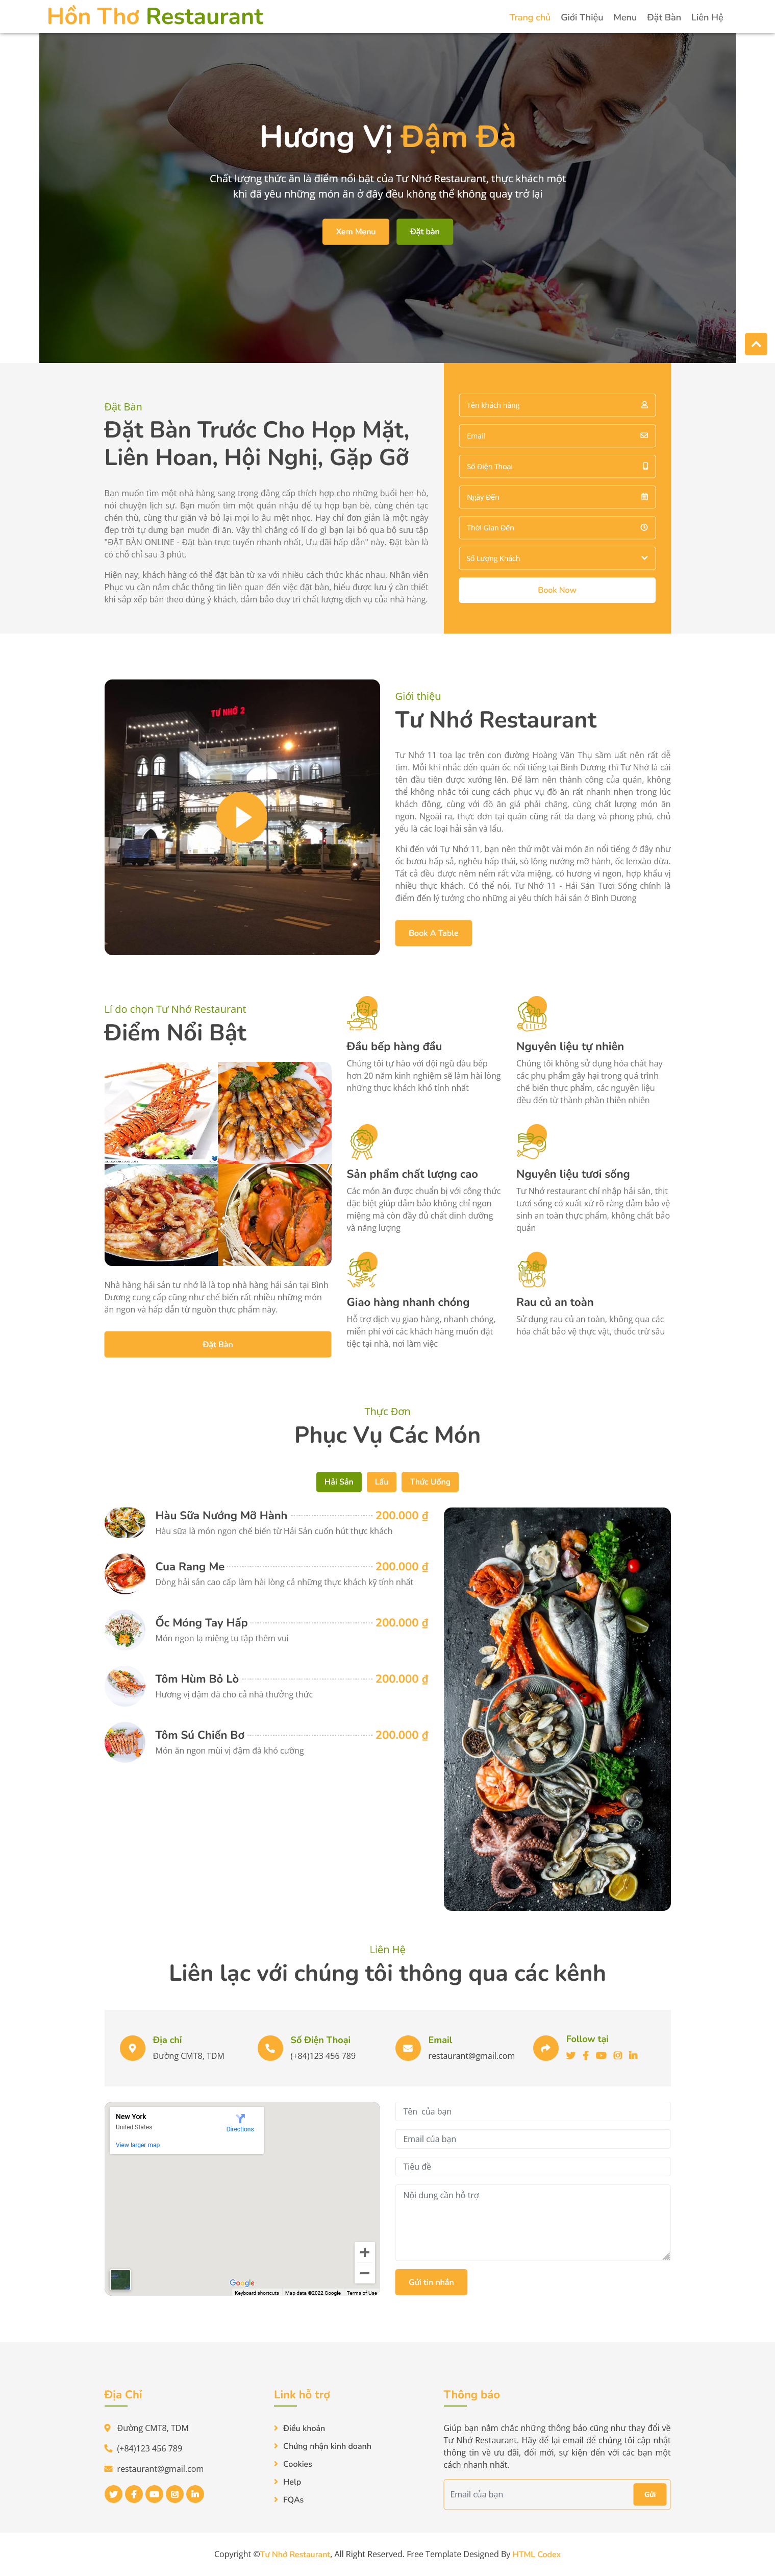 Hồn Thơ Restaurant
Trang chủ Giới Thiệu Menu Đặt Bàn Liên Hệ
Hương Vị Đậm Đà
Chất lượng thức ăn là điểm nổi bật của Tư Nhớ Restaurant, thực khách một
khi đã yêu những món ăn ở đây đều không thể không quay trở lại
Xem Menu Đặt bàn
Đặt Bàn
Đặt Bàn Trước Cho Họp Mặt,
Liên Hoan, Hội Nghị, Gặp Gỡ
Bạn muốn tìm một nhà hàng sang trọng đẳng cấp thích hợp cho những buổi hẹn hò,
nói chuyện lịch sự. Bạn muốn tìm một quán nhậu để tụ họp bạn bè, cùng chén tạc
chén thù, cùng thư giãn và bỏ lại mọi lo âu mệt nhọc. Hay chỉ đơn giản là một ngày
đẹp trời tự dưng bạn muốn đi ăn. Vậy thì chẳng có lí do gì bạn lại bỏ qua bộ sưu tập
"ĐẶT BÀN ONLINE - Đặt bàn trực tuyến nhanh nhất, Ưu đãi hấp dẫn" này. Đặt bàn là
có chỗ chỉ sau 3 phút.
Hiện nay, khách hàng có thể đặt bàn từ xa với nhiều cách thức khác nhau. Nhân viên
Phục vụ cần nắm chắc thông tin liên quan đến việc đặt bàn, hiểu được lưu ý cần thiết
khi sắp xếp bàn theo đúng ý khách, đảm bảo duy trì chất lượng dịch vụ của nhà hàng.
Tên khách hàng
Email
Số Điện Thoại
Ngày Đến
Thời Gian Đến
Số Lượng Khách
Book Now
TƯ NHỚ 2
Giới thiệu
Tư Nhớ Restaurant
Tư Nhớ 11 tọa lạc trên con đường Hoàng Văn Thụ sầm uất nên rất dễ
tìm. Mỗi khi nhắc đến quán ốc nổi tiếng tại Bình Dương thì Tư Nhớ là cái
tên đầu tiên được xướng lên. Để làm nên thành công của quán, không
thể không nhắc tới cung cách phục vụ đồ ăn rất nhanh nhẹn trong lúc
khách đông, cùng với đồ ăn giá phải chăng, cùng chất lượng món ăn
ngon. Ngoài ra, thực đơn tại quán cũng rất đa dạng và phong phú, chủ
yếu là các loại hải sản và lẩu.
Khi đến với Tự Nhớ 11, bạn nên thử một vài món ăn nổi tiếng ở đây như
ốc bươu hấp sả, nghêu hấp thái, sò lông nướng mỡ hành, ốc lenxào dừa.
Tất cả đều được nêm nếm rất vừa miệng, có hương vị ngon, hợp khẩu vị
nhiều thực khách. Có thể nói, Tư Nhớ 11 - Hải Sản Tươi Sống chính là
điểm đến lý tưởng cho những ai yêu thích hải sản ở Bình Dương
Book A Table
Lí do chọn Tư Nhớ Restaurant
Điểm Nổi Bật
Nhà hàng hải sản tư nhớ là là top nhà hàng hải sản tại Bình
Dương cung cấp cũng như chế biến rất nhiều những món
ăn ngon và hấp dẫn từ nguồn thực phẩm này.
Đặt Bàn
Đầu bếp hàng đầu
Chúng tôi tự hào với đội ngũ đầu bếp
hơn 20 năm kinh nghiệm sẽ làm hài lòng
những thực khách khó tính nhất
Nguyên liệu tự nhiên
Chúng tôi không sử dụng hóa chất hay
các phụ phẩm gây hại trong quá trình
chế biến thực phẩm, các nguyên liệu
đều đến từ thành phần thiên nhiên
Sản phẩm chất lượng cao
Các món ăn được chuẩn bị với công thức
đặc biệt giúp đảm bảo không chỉ ngon
miệng mà còn đầy đủ chất dinh dưỡng
và năng lượng
Nguyên liệu tươi sống
Tư Nhớ restaurant chỉ nhập hải sản, thịt
tươi sống có xuất xứ rõ ràng đảm bảo vệ
sinh an toàn thực phẩm, không chất bảo
quản
Giao hàng nhanh chóng
Hỗ trợ dịch vụ giao hàng, nhanh chóng,
miễn phí với các khách hàng muốn đặt
tiệc tại nhà, nơi làm việc
Rau củ an toàn
Sử dụng rau củ an toàn, không qua các
hóa chất bảo vệ thực vật, thuốc trừ sâu
Thực Đơn
Phục Vụ Các Món
Hải Sản Lẩu Thức Uống
Hàu Sữa Nướng Mỡ Hành 200.000 ₫
Hàu sữa là món ngon chế biến từ Hải Sản cuốn hút thực khách
Cua Rang Me 200.000 ₫
Dòng hải sản cao cấp làm hài lòng cả những thực khách kỹ tính nhất
Ốc Móng Tay Hấp 200.000 ₫
Món ngon lạ miệng tụ tập thêm vui
Tôm Hùm Bỏ Lò 200.000 ₫
Hương vị đậm đà cho cả nhà thưởng thức
Tôm Sú Chiến Bơ 200.000 ₫
Món ăn ngon mùi vị đậm đà khó cưỡng
Liên Hệ
Liên lạc với chúng tôi thông qua các kênh
Địa chỉ
Đường CMT8, TDM
Số Điện Thoại
(+84)123 456 789
Email
restaurant@gmail.com
Follow tại
New York
United States
Directions
View larger map
Google
Keyboard shortcuts Map data ©2022 Google Terms of Use
Tên  của bạn
Email của bạn
Tiêu đề
Nội dung cần hỗ trợ
Gửi tin nhắn
Địa Chỉ
Đường CMT8, TDM
(+84)123 456 789
restaurant@gmail.com
Link hỗ trợ
Điều khoản
Chứng nhận kinh doanh
Cookies
Help
FQAs
Thông báo
Giúp bạn nắm chắc những thông báo cũng như thay đổi về
Tư Nhớ Restaurant. Hãy để lại email để chúng tôi cập nhật
thông tin về ưu đãi, đổi mới, sự kiện đến với các bạn một
cách nhanh nhất.
Email của bạn Gửi
Copyright ©Tư Nhớ Restaurant, All Right Reserved. Free Template Designed By HTML Codex